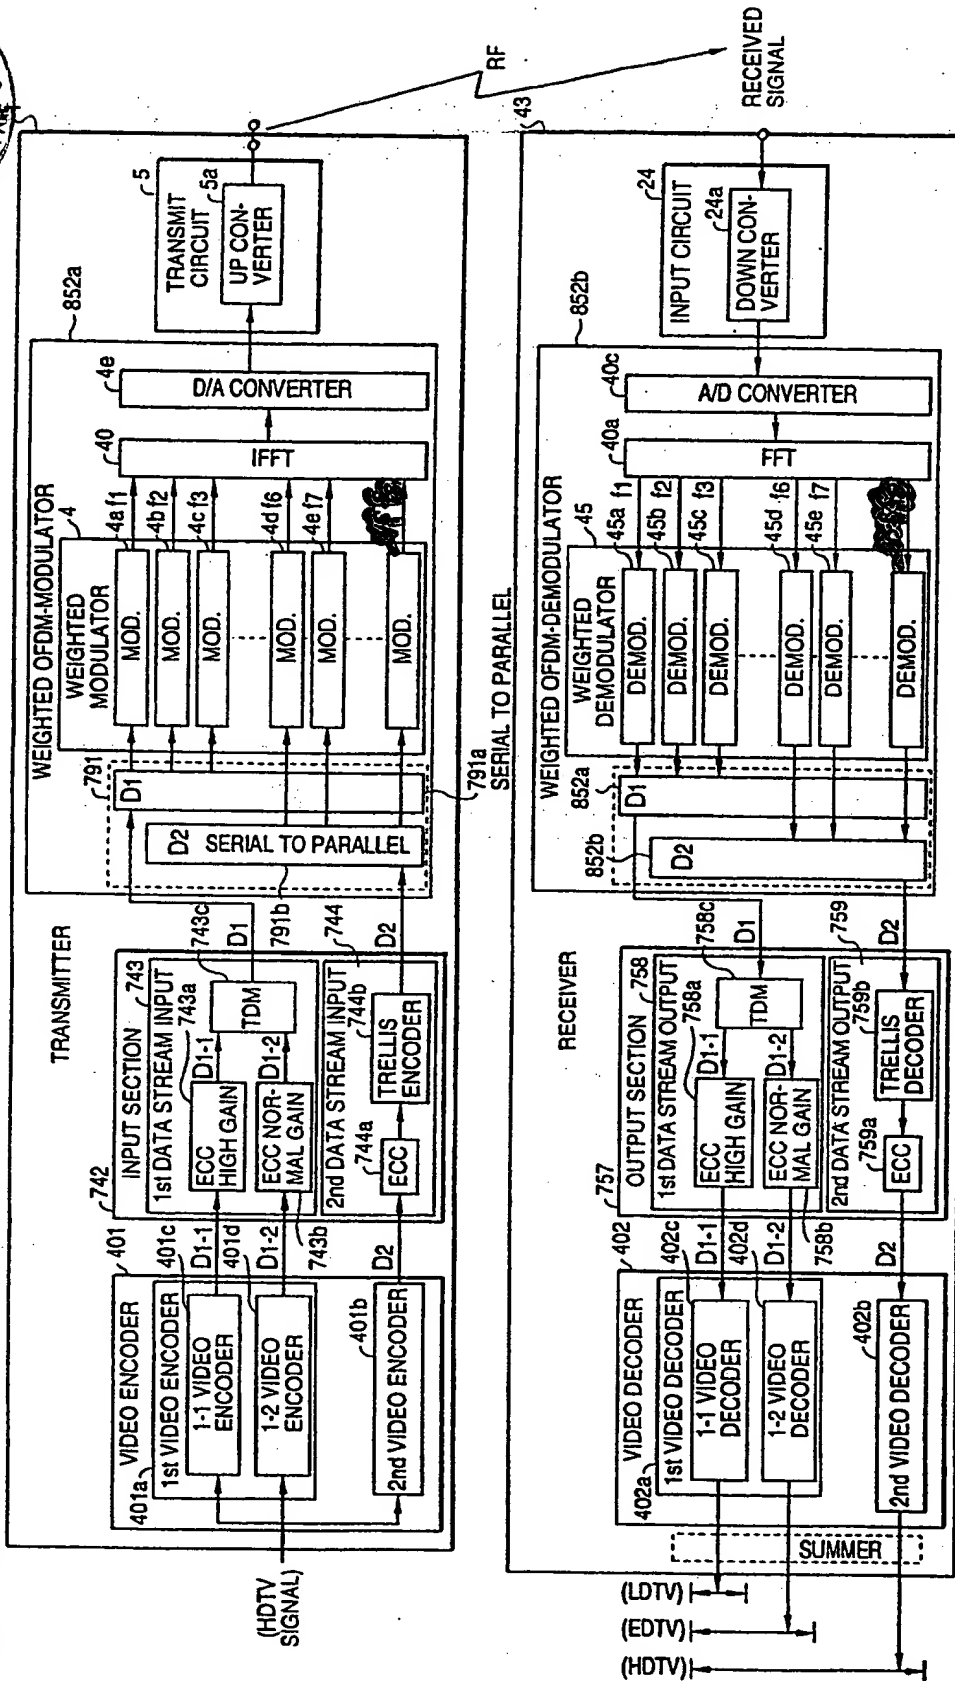 TRANSMITTER
(HDTV
SIGNAL)
401
VIDEO ENCODER
401a
1st VIDEO ENCODER
401c
1-1 VIDEO
ENCODER
401d
1-2 VIDEO
ENCODER
401b
2nd VIDEO ENCODER
D1-1
D1-2
D2
742
INPUT SECTION
743
1st DATA STREAM INPUT
743a
ECC
HIGH GAIN
D1-1
743c
TDM
ECC NOR-
MAL GAIN
D1-2
743b
744
2nd DATA STREAM INPUT
744a
ECC
744b
TRELLIS
ENCODER
D1
D2
WEIGHTED OFDM-MODULATOR
852a
791
D1
D2 SERIAL TO PARALLEL
791b
791a
SERIAL TO PARALLEL
WEIGHTED
MODULATOR
4
MOD.
4a f1
MOD.
4b f2
MOD.
4c f3
MOD.
4d f6
MOD.
4e f7
MOD.
40
IFFT
4e
D/A CONVERTER
5
TRANSMIT
CIRCUIT
5a
UP CON-
VERTER
RF
RECEIVER
RECEIVED
SIGNAL
43
24
INPUT CIRCUIT
24a
DOWN CON-
VERTER
WEIGHTED OFDM-DEMODULATOR
852b
40c
A/D CONVERTER
40a
FFT
45
WEIGHTED
DEMODULATOR
45a f1
DEMOD.
45b f2
DEMOD.
45c f3
DEMOD.
45d f6
DEMOD.
45e f7
DEMOD.
DEMOD.
852a
D1
852b
D2
D1
D2
757
OUTPUT SECTION
758
1st DATA STREAM OUTPUT
758a
ECC
HIGH GAIN
D1-1
758c
TDM
ECC NOR-
MAL GAIN
D1-2
758b
759
2nd DATA STREAM OUTPUT
759a
ECC
759b
TRELLIS
DECODER
D1-1
D1-2
D2
402
VIDEO DECODER
402a
1st VIDEO DECODER
402c
1-1 VIDEO
DECODER
402d
1-2 VIDEO
DECODER
402b
2nd VIDEO DECODER
SUMMER
(LDTV)
(EDTV)
(HDTV)